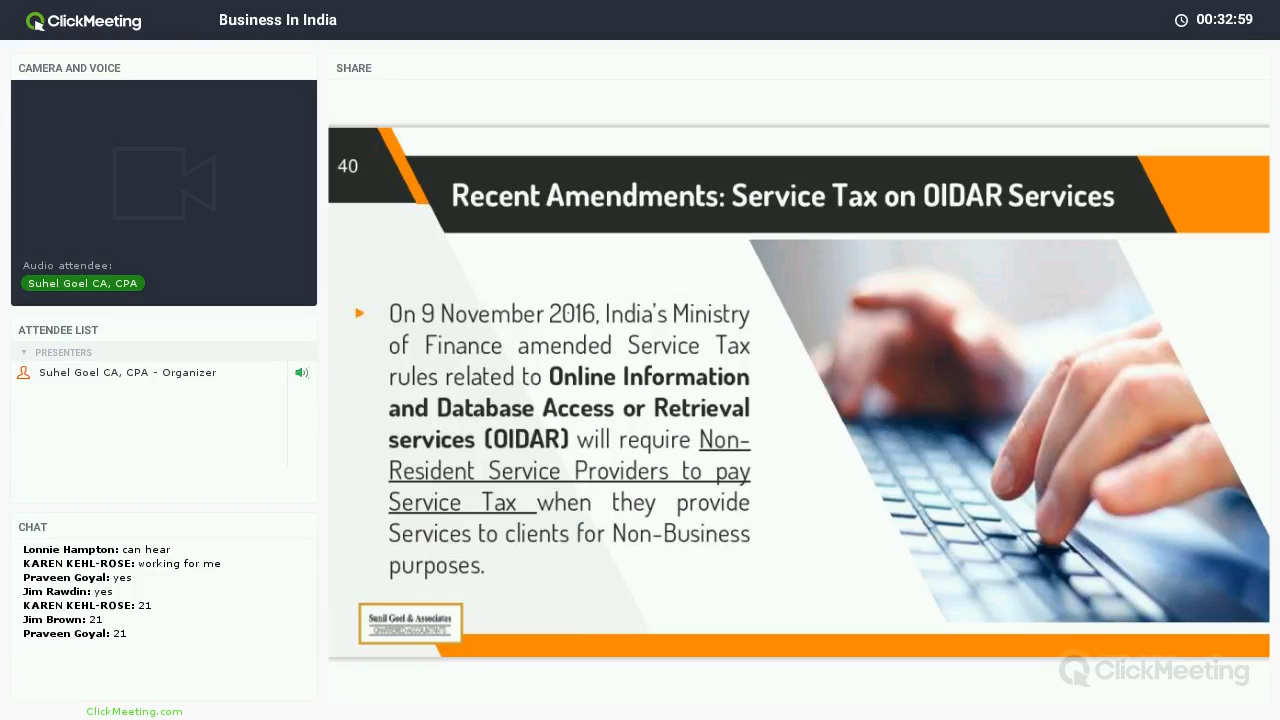 ClickMeeting
Business In India
00:32:59
CAMERA AND VOICE
Audio attendee:
Suhel Goel CA, CPA
ATTENDEE LIST
PRESENTERS
Suhel Goel CA, CPA - Organizer
CHAT
Lonnie Hampton: can hear
KAREN KEHL-ROSE: working for me
Praveen Goyal: yes
Jim Rawdin: yes
KAREN KEHL-ROSE: 21
Jim Brown: 21
Praveen Goyal: 21
ClickMeeting.com
SHARE
40
Recent Amendments: Service Tax on OIDAR Services
On 9 November 2016, India's Ministry
of Finance amended Service Tax
rules related to Online Information
and Database Access or Retrieval
services (OIDAR) will require Non-
Resident Service Providers to pay
Service Tax when they provide
Services to clients for Non-Business
purposes.
Sunil Goel & Associates
CHARTERED ACCOUNTANTS
ClickMeeting